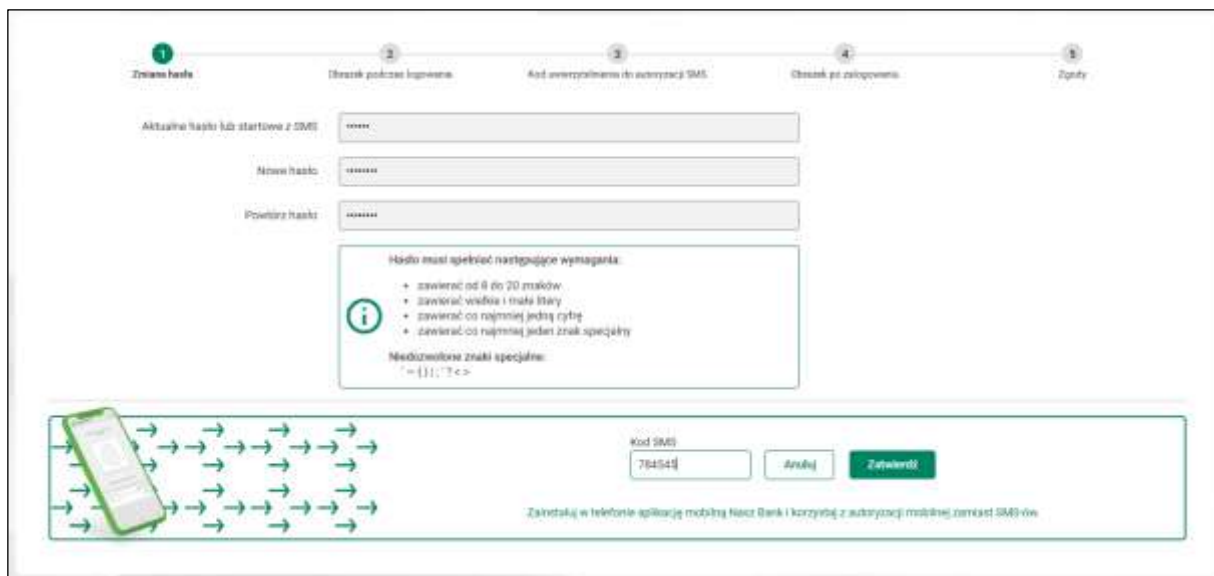 1 2 3 4 5
Zmiana hasła Obrazek podczas logowania Kod uwierzytelnienia do autoryzacji SMS Obrazek po zalogowaniu Zgody
Aktualne hasło lub startowe z SMS ••••••
Nowe hasło ••••••••
Powtórz hasło ••••••••
Hasło musi spełniać następujące wymagania:
• zawierać od 8 do 20 znaków
• zawierać wielkie i małe litery
• zawierać co najmniej jedną cyfrę
• zawierać co najmniej jeden znak specjalny
Niedozwolone znaki specjalne:
Kod SMS
784545 Anuluj Zatwierdź
Zainstaluj w telefonie aplikację mobilną Nasz Bank i korzystaj z autoryzacji mobilnej zamiast SMS-ów